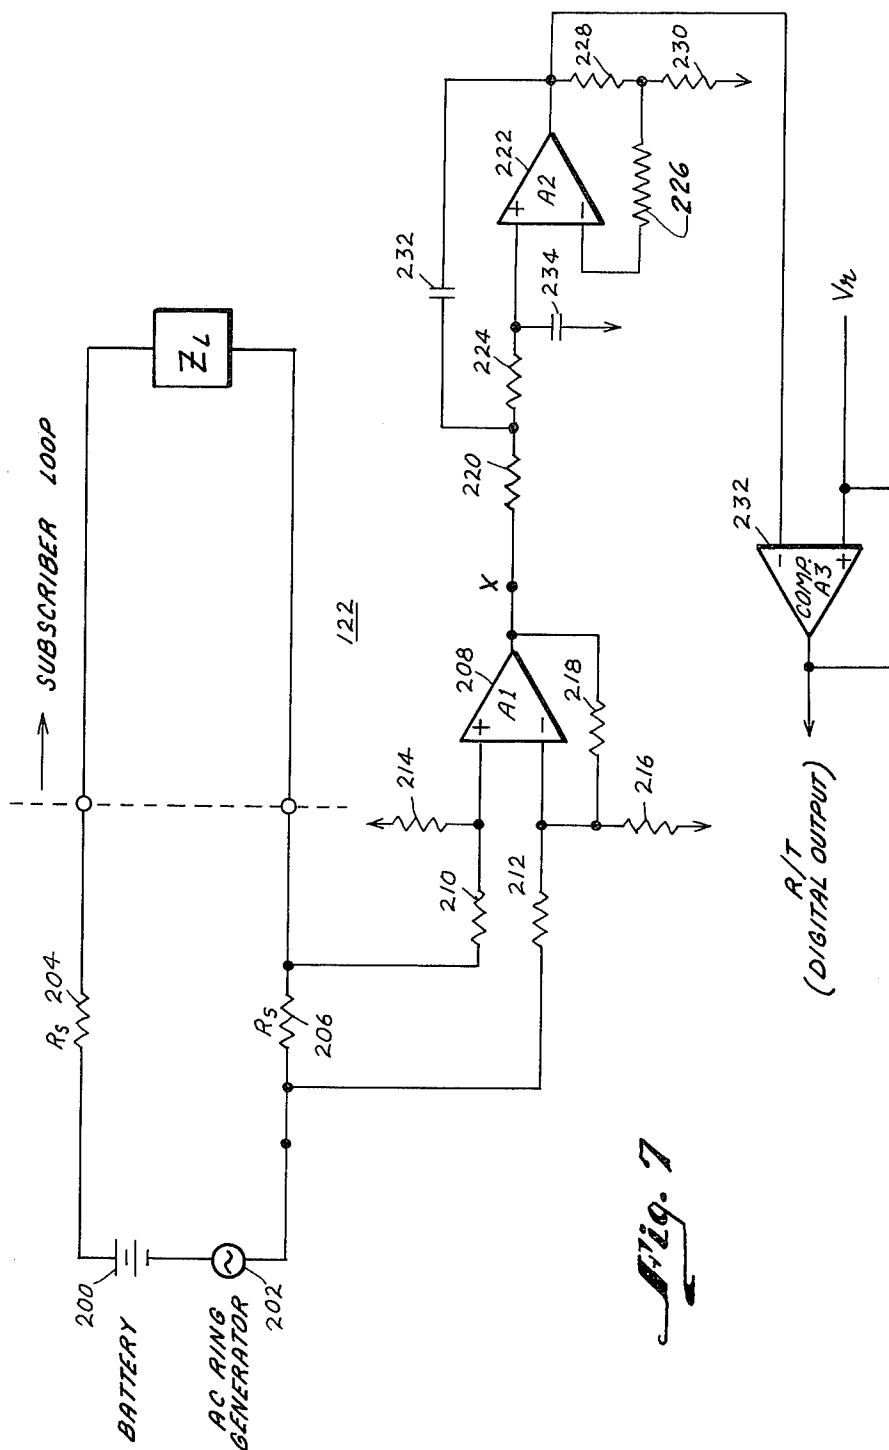 SUBSCRIBER LOOP
200
BATTERY
AC RING
GENERATOR
202
Rs 204
Rs
206
ZL
122
210
212
214
216
208
A1
+
−
218
X
220
224
232
234
222
A2
+
−
226
228
230
232
COMP.
A3
−
+
Vr
R/T
(DIGITAL OUTPUT)
Fig. 7